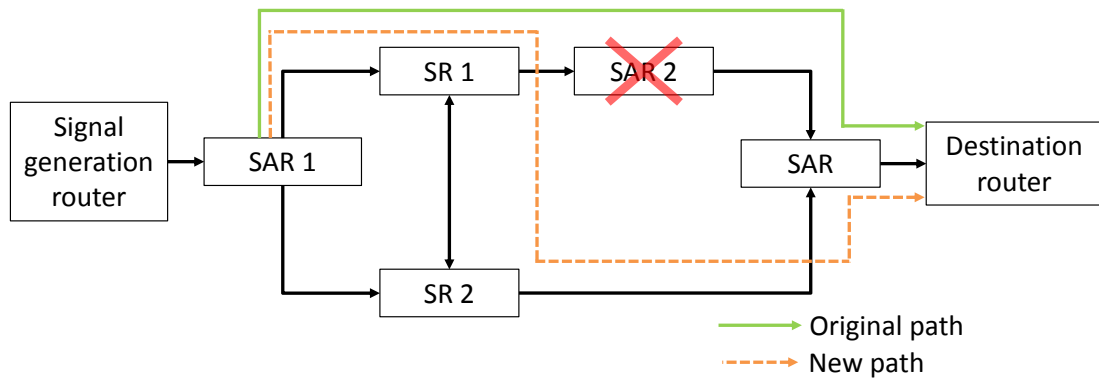 SR 1
SAR 2
Signal
generation
router
SAR 1
SAR
Destination
router
SR 2
Original path
New path